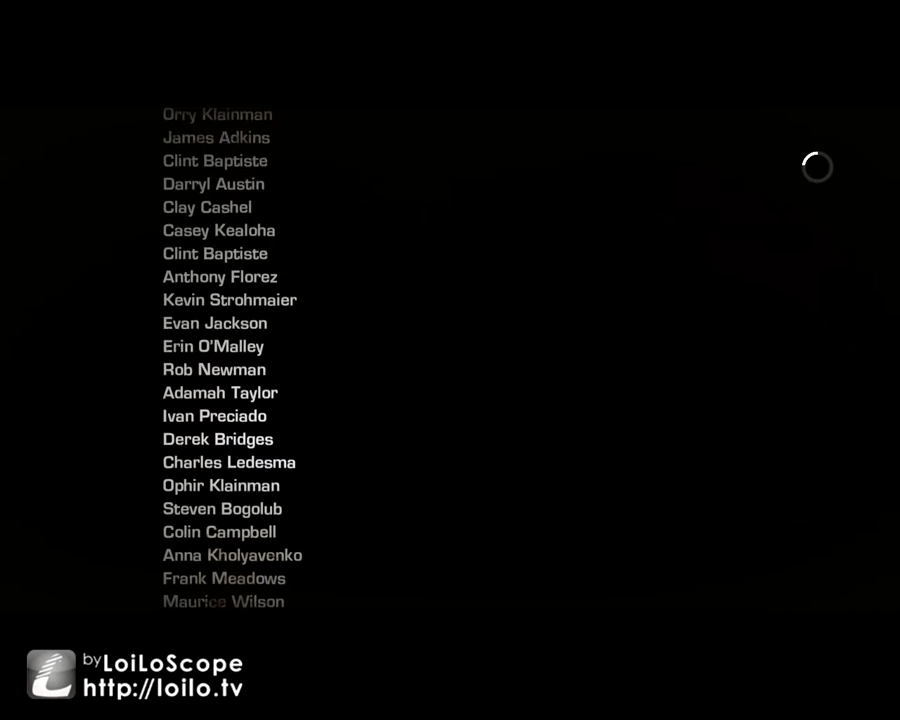 Orry Klainman
James Adkins
Clint Baptiste
Darryl Austin
Clay Cashel
Casey Kealoha
Clint Baptiste
Anthony Florez
Kevin Strohmaier
Evan Jackson
Erin O'Malley
Rob Newman
Adamah Taylor
Ivan Preciado
Derek Bridges
Charles Ledesma
Ophir Klainman
Steven Bogolub
Colin Campbell
Anna Kholyavenko
Frank Meadows
Maurice Wilson
by LoiLoScope
http://loilo.tv